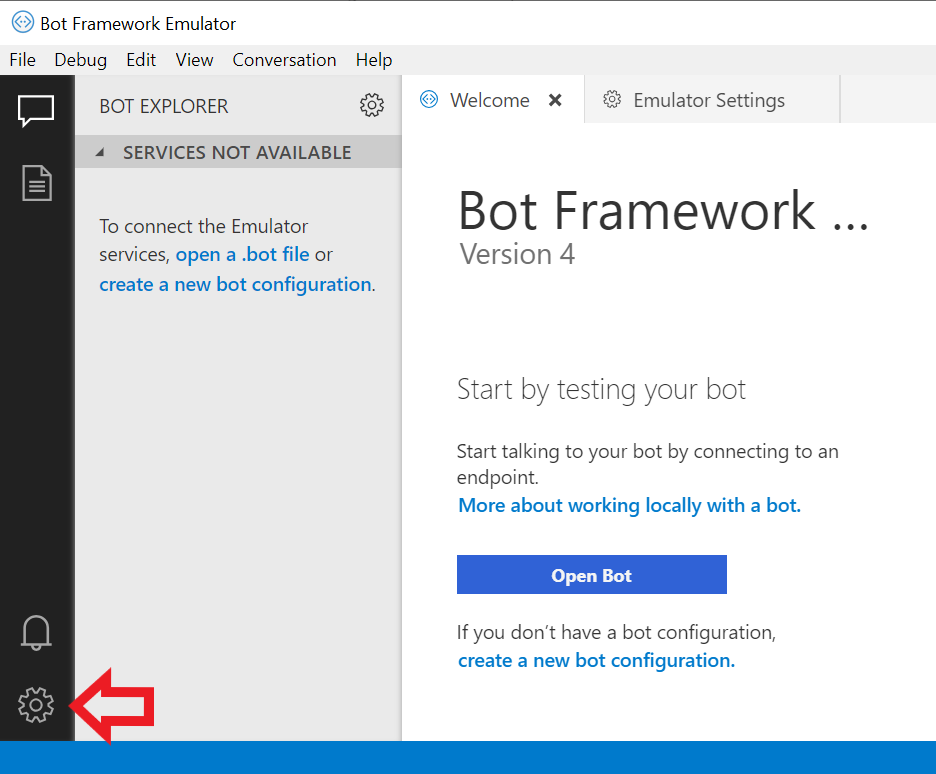 Bot Framework Emulator
File Debug Edit View Conversation Help
BOT EXPLORER
SERVICES NOT AVAILABLE
To connect the Emulator
services, open a .bot file or
create a new bot configuration.
Welcome
Emulator Settings
Bot Framework ...
Version 4
Start by testing your bot
Start talking to your bot by connecting to an
endpoint.
More about working locally with a bot.
Open Bot
If you don’t have a bot configuration,
create a new bot configuration.